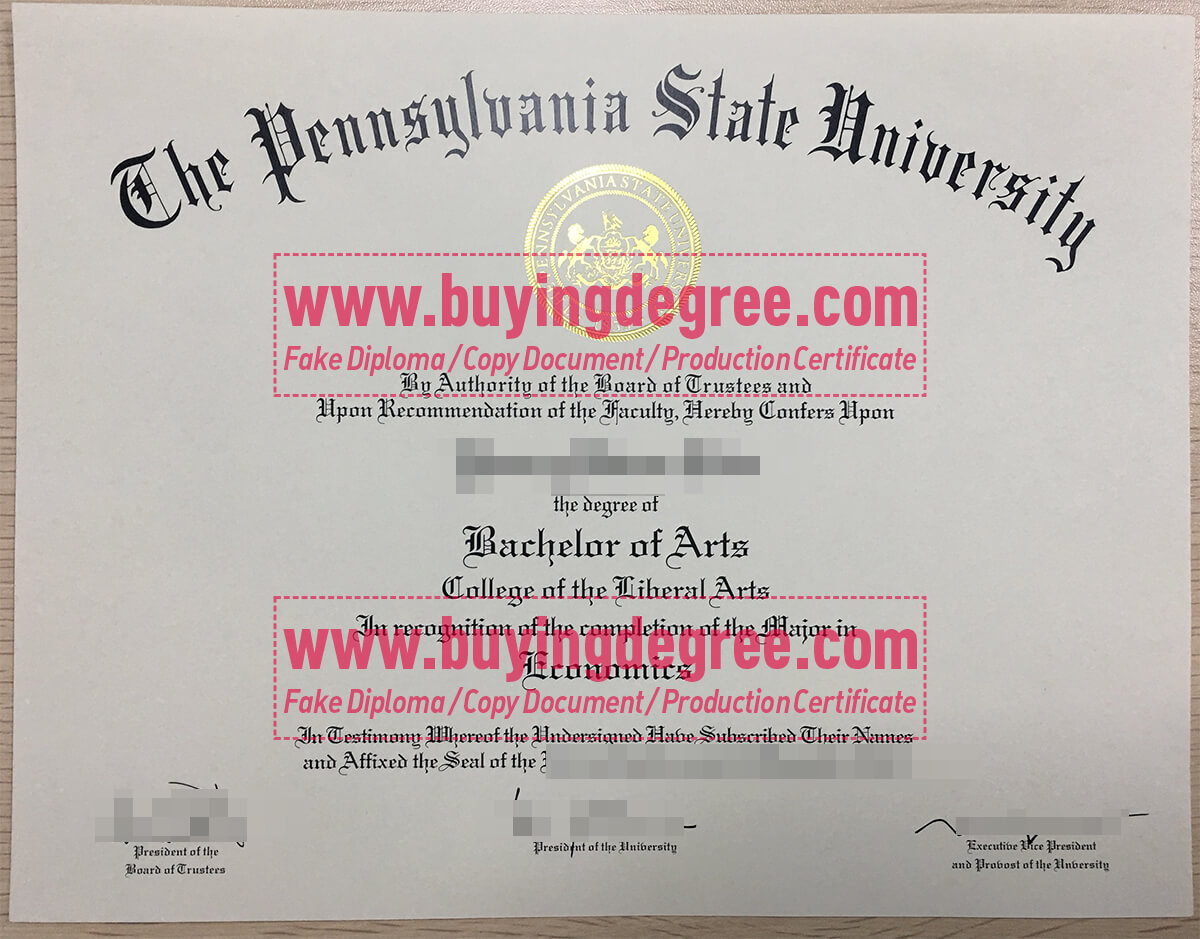 The Pennsylvania State University
PENNSYLVANIA STATE UNIVERS
www.buyingdegree.com
Fake Diploma / Copy Document / Production Certificate
By Authority of the Board of Trustees and
Upon Recommendation of the Faculty, Hereby Confers Upon
the degree of
Bachelor of Arts
College of the Liberal Arts
In recognition of the completion of the Major in
www.buyingdegree.com
Economics
Fake Diploma / Copy Document / Production Certificate
In Testimony Whereof the Undersigned Have Subscribed Their Names
and Affixed the Seal of the
President of the
Board of Trustees
President of the University
Executive Vice President
and Provost of the Unversity